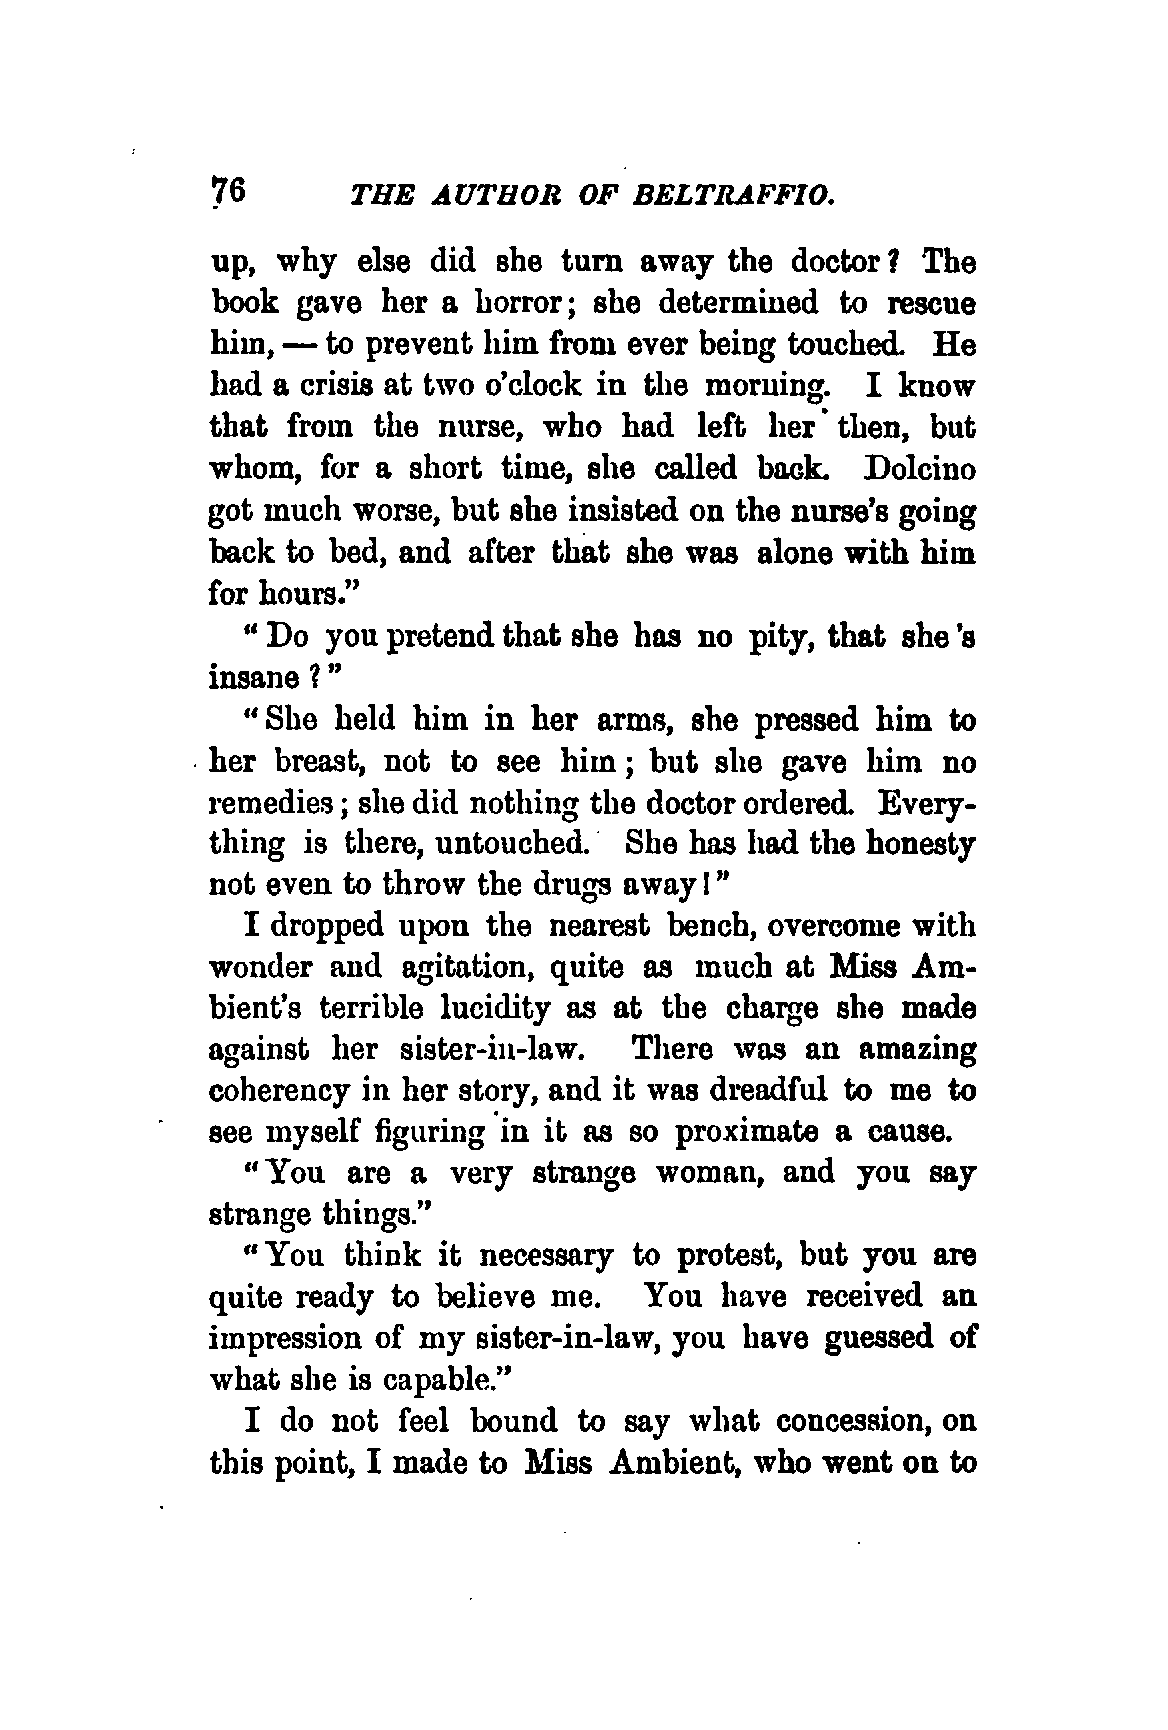 76 THE AUTHOR OF BELTRAFFIO.
up, why else did she turn away the doctor? The
book gave her a horror; she determined to rescue
him, — to prevent him from ever being touched. He
had a crisis at two o'clock in the morning. I know
that from the nurse, who had left her then, but
whom, for a short time, she called back. Dolcino
got much worse, but she insisted on the nurse's going
back to bed, and after that she was alone with him
for hours."
"Do you pretend that she has no pity, that she's
insane?"
"She held him in her arms, she pressed him to
her breast, not to see him; but she gave him no
remedies; she did nothing the doctor ordered. Every-
thing is there, untouched. She has had the honesty
not even to throw the drugs away!"
I dropped upon the nearest bench, overcome with
wonder and agitation, quite as much at Miss Am-
bient's terrible lucidity as at the charge she made
against her sister-in-law. There was an amazing
coherency in her story, and it was dreadful to me to
see myself figuring in it as so proximate a cause.
"You are a very strange woman, and you say
strange things."
"You think it necessary to protest, but you are
quite ready to believe me. You have received an
impression of my sister-in-law, you have guessed of
what she is capable."
I do not feel bound to say what concession, on
this point, I made to Miss Ambient, who went on to